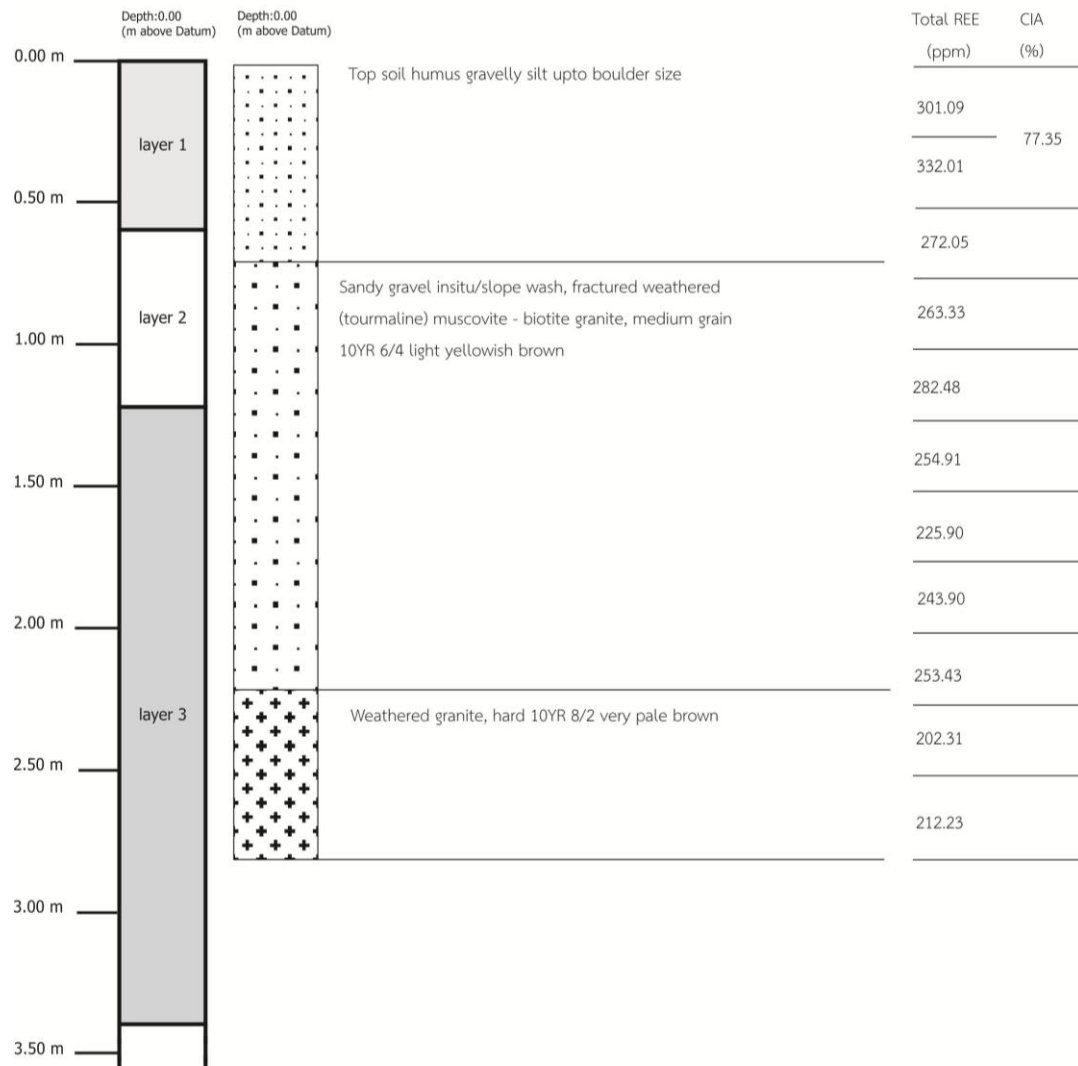 Depth:0.00
(m above Datum)
Depth:0.00
(m above Datum)
Total REE
(ppm)
CIA
(%)
0.00 m
Top soil humus gravelly silt upto boulder size
301.09
layer 1
77.35
332.01
0.50 m
272.05
Sandy gravel insitu/slope wash, fractured weathered
(tourmaline) muscovite - biotite granite, medium grain
10YR 6/4 light yellowish brown
layer 2
263.33
1.00 m
282.48
254.91
1.50 m
225.90
243.90
2.00 m
253.43
layer 3
Weathered granite, hard 10YR 8/2 very pale brown
202.31
2.50 m
212.23
3.00 m
3.50 m